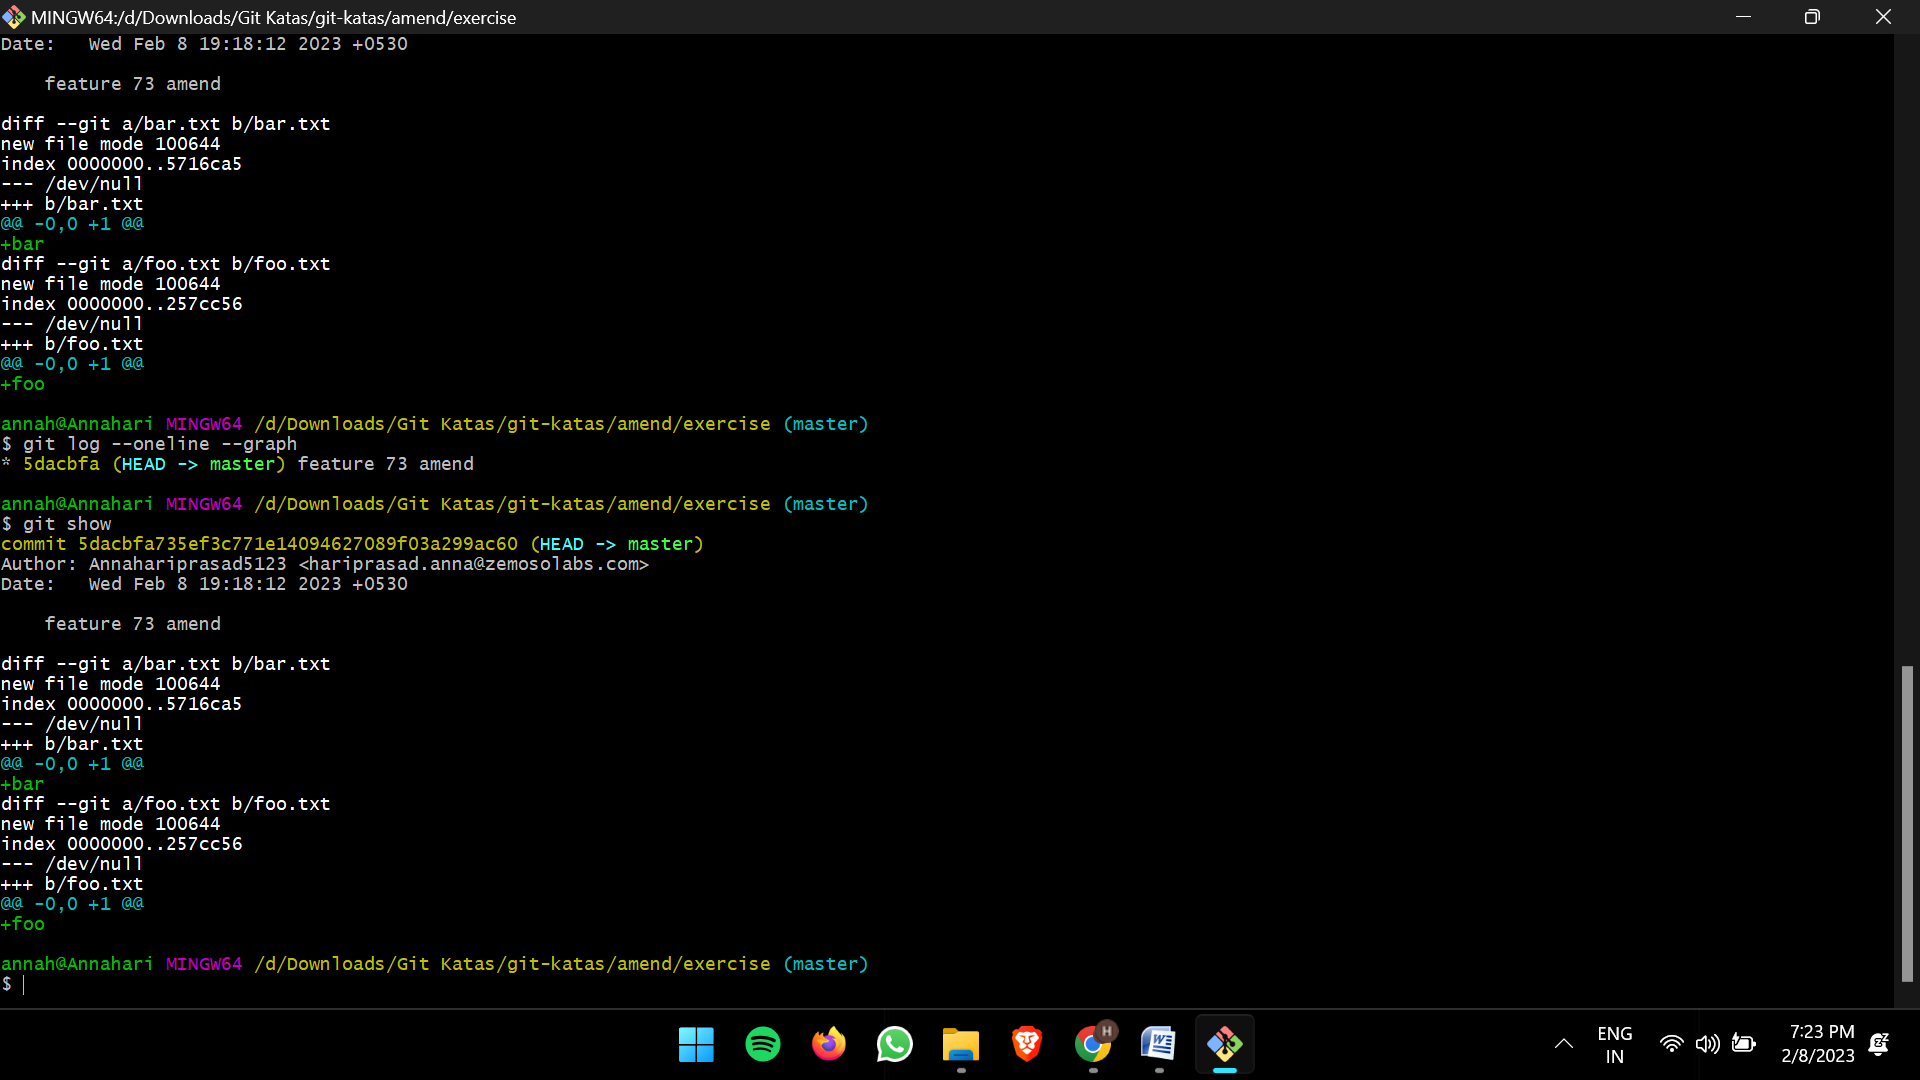 MINGW64:/d/Downloads/Git Katas/git-katas/amend/exercise
Date:   Wed Feb 8 19:18:12 2023 +0530
    feature 73 amend
diff --git a/bar.txt b/bar.txt
new file mode 100644
index 0000000..5716ca5
--- /dev/null
+++ b/bar.txt
@@ -0,0 +1 @@
+bar
diff --git a/foo.txt b/foo.txt
new file mode 100644
index 0000000..257cc56
--- /dev/null
+++ b/foo.txt
@@ -0,0 +1 @@
+foo
annah@Annahari MINGW64 /d/Downloads/Git Katas/git-katas/amend/exercise (master)
$ git log --oneline --graph
* 5dacbfa (HEAD -> master) feature 73 amend
annah@Annahari MINGW64 /d/Downloads/Git Katas/git-katas/amend/exercise (master)
$ git show
commit 5dacbfa735ef3c771e14094627089f03a299ac60 (HEAD -> master)
Author: Annahariprasad5123 <hariprasad.anna@zemosolabs.com>
Date:   Wed Feb 8 19:18:12 2023 +0530
    feature 73 amend
diff --git a/bar.txt b/bar.txt
new file mode 100644
index 0000000..5716ca5
--- /dev/null
+++ b/bar.txt
@@ -0,0 +1 @@
+bar
diff --git a/foo.txt b/foo.txt
new file mode 100644
index 0000000..257cc56
--- /dev/null
+++ b/foo.txt
@@ -0,0 +1 @@
+foo
annah@Annahari MINGW64 /d/Downloads/Git Katas/git-katas/amend/exercise (master)
$
H
W
ENG
IN
7:23 PM
2/8/2023